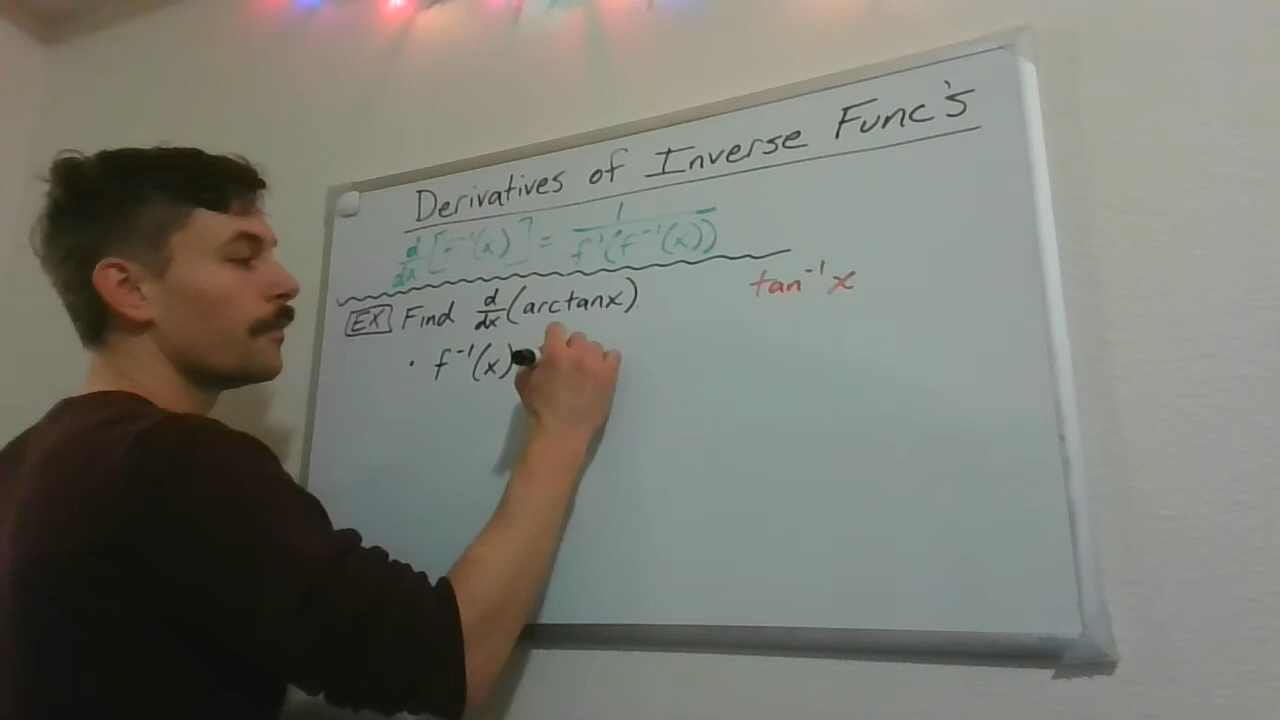 Derivatives of Inverse Func's
d/dx [f⁻¹(x)] = 1/f'(f⁻¹(x))
EX Find d/dx (arctanx).
tan⁻¹x
· f⁻¹(x)